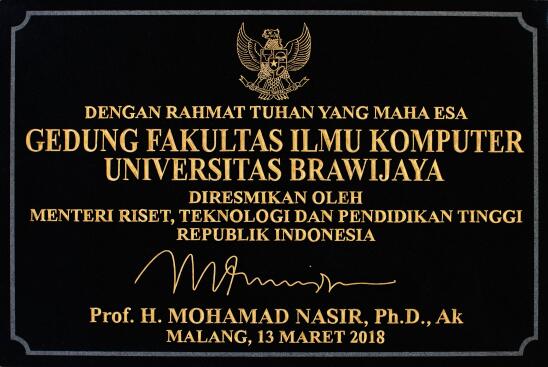 DENGAN RAHMAT TUHAN YANG MAHA ESA
GEDUNG FAKULTAS ILMU KOMPUTER
UNIVERSITAS BRAWIJAYA
DIRESMIKAN OLEH
MENTERI RISET, TEKNOLOGI DAN PENDIDIKAN TINGGI
REPUBLIK INDONESIA
Prof. H. MOHAMAD NASIR, Ph.D., Ak
MALANG, 13 MARET 2018